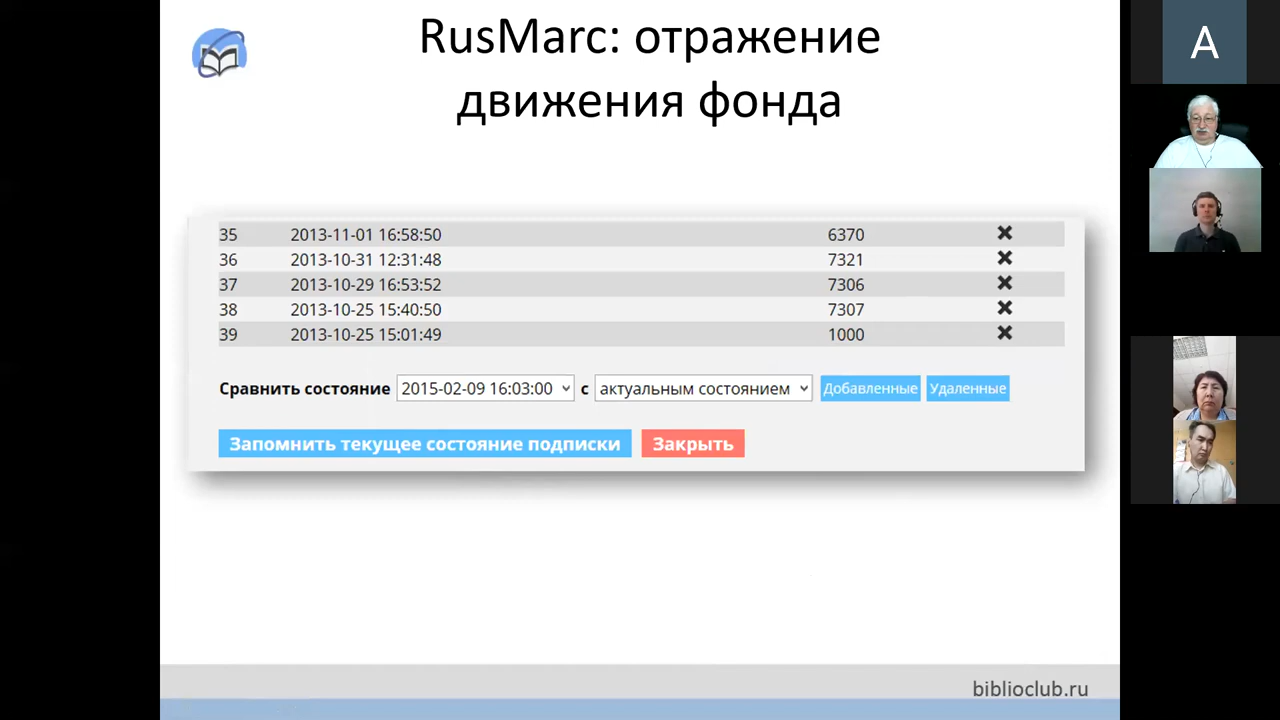 RusMarc: отражение
движения фонда
A
35 2013-11-01 16:58:50 6370 ✖
36 2013-10-31 12:31:48 7321 ✖
37 2013-10-29 16:53:52 7306 ✖
38 2013-10-25 15:40:50 7307 ✖
39 2013-10-25 15:01:49 1000 ✖
Сравнить состояние 2015-02-09 16:03:00 с актуальным состоянием Добавленные Удаленные
Запомнить текущее состояние подписки Закрыть
biblioclub.ru